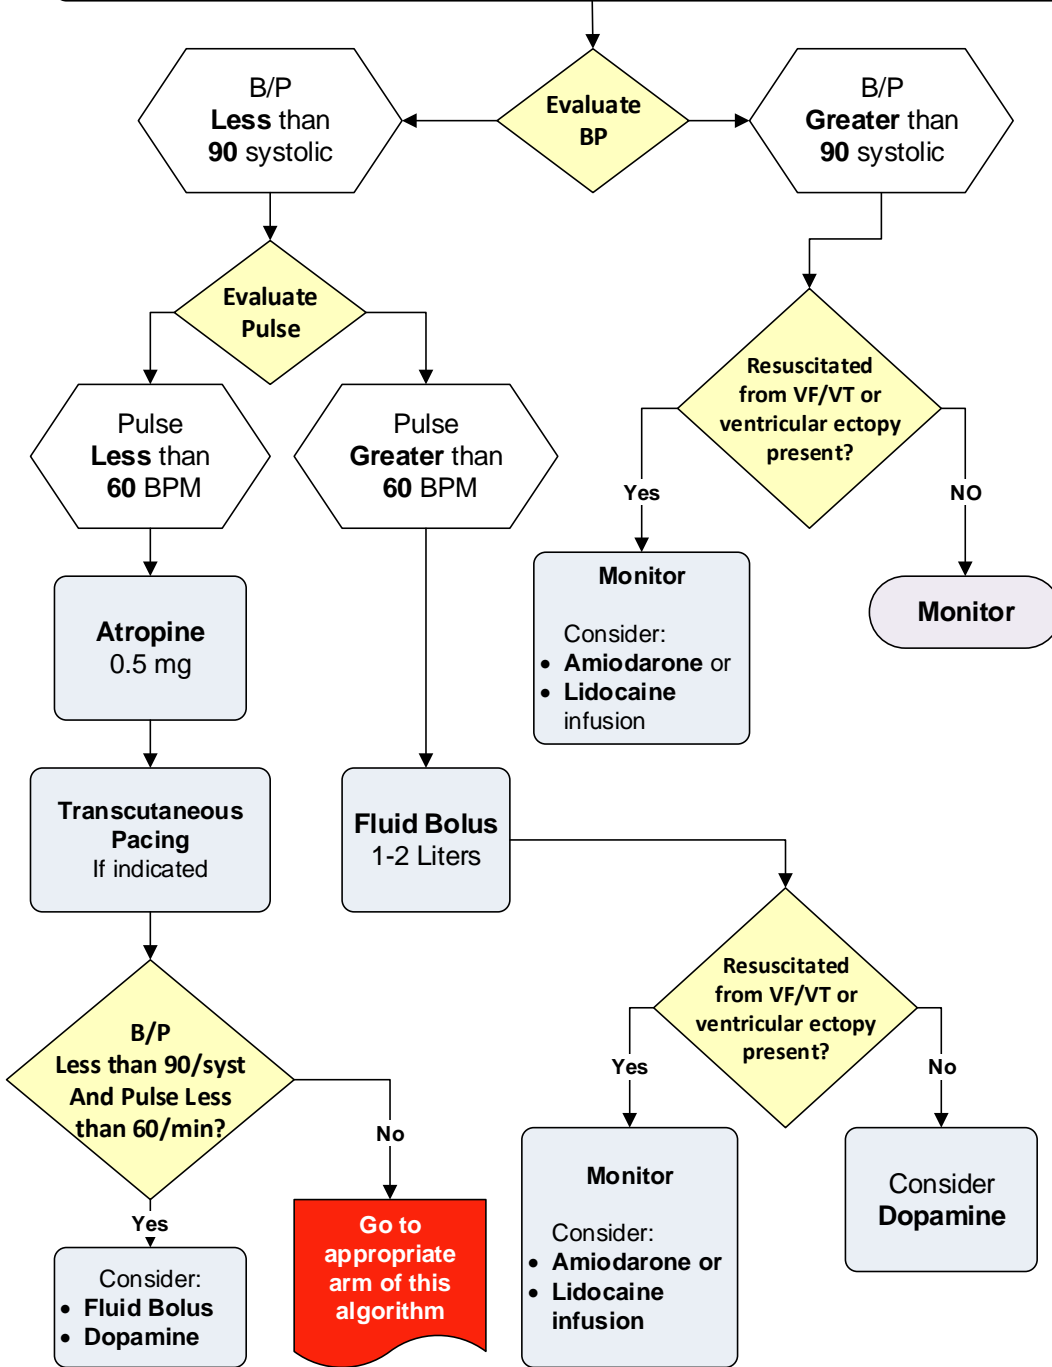 Evaluate
BP
B/P
Less than
90 systolic
B/P
Greater than
90 systolic
Evaluate
Pulse
Pulse
Less than
60 BPM
Pulse
Greater than
60 BPM
Resuscitated
from VF/VT or
ventricular ectopy
present?
Yes
NO
Monitor
Consider:
• Amiodarone or
• Lidocaine
infusion
Monitor
Atropine
0.5 mg
Transcutaneous
Pacing
If indicated
Fluid Bolus
1-2 Liters
B/P
Less than 90/syst
And Pulse Less
than 60/min?
Yes
No
Consider:
• Fluid Bolus
• Dopamine
Go to
appropriate
arm of this
algorithm
Resuscitated
from VF/VT or
ventricular ectopy
present?
Yes
No
Monitor
Consider:
• Amiodarone or
• Lidocaine
infusion
Consider
Dopamine